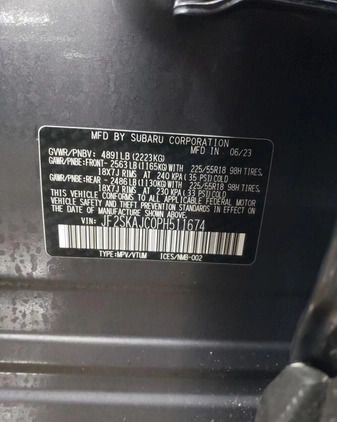 MFD BY SUBARU CORPORATION
GVWR/PNBV: 4891LB(2223KG) MFD IN 06/23
GAWR/PNBE:FRONT- 2563LB(1165KG)WITH 225/55R18 98H TIRES,
18X7J RIMS AT 240 KPA(35 PSI)COLD
GAWR/PNBE:REAR - 2486LB(1130KG)WITH 225/55R18 98H TIRES,
18X7J RIMS AT 230 KPA(33 PSI)COLD
THIS VEHICLE CONFORMS TO ALL APPLICABLE FEDERAL MOTOR
VEHICLE SAFETY STANDARDS IN EFFECT ON THE DATE OF
MANUFACTURE SHOWN ABOVE.
VIN: JF2SKAJC0PH511674
TYPE:MPV/VTUM ICES/NMB-002